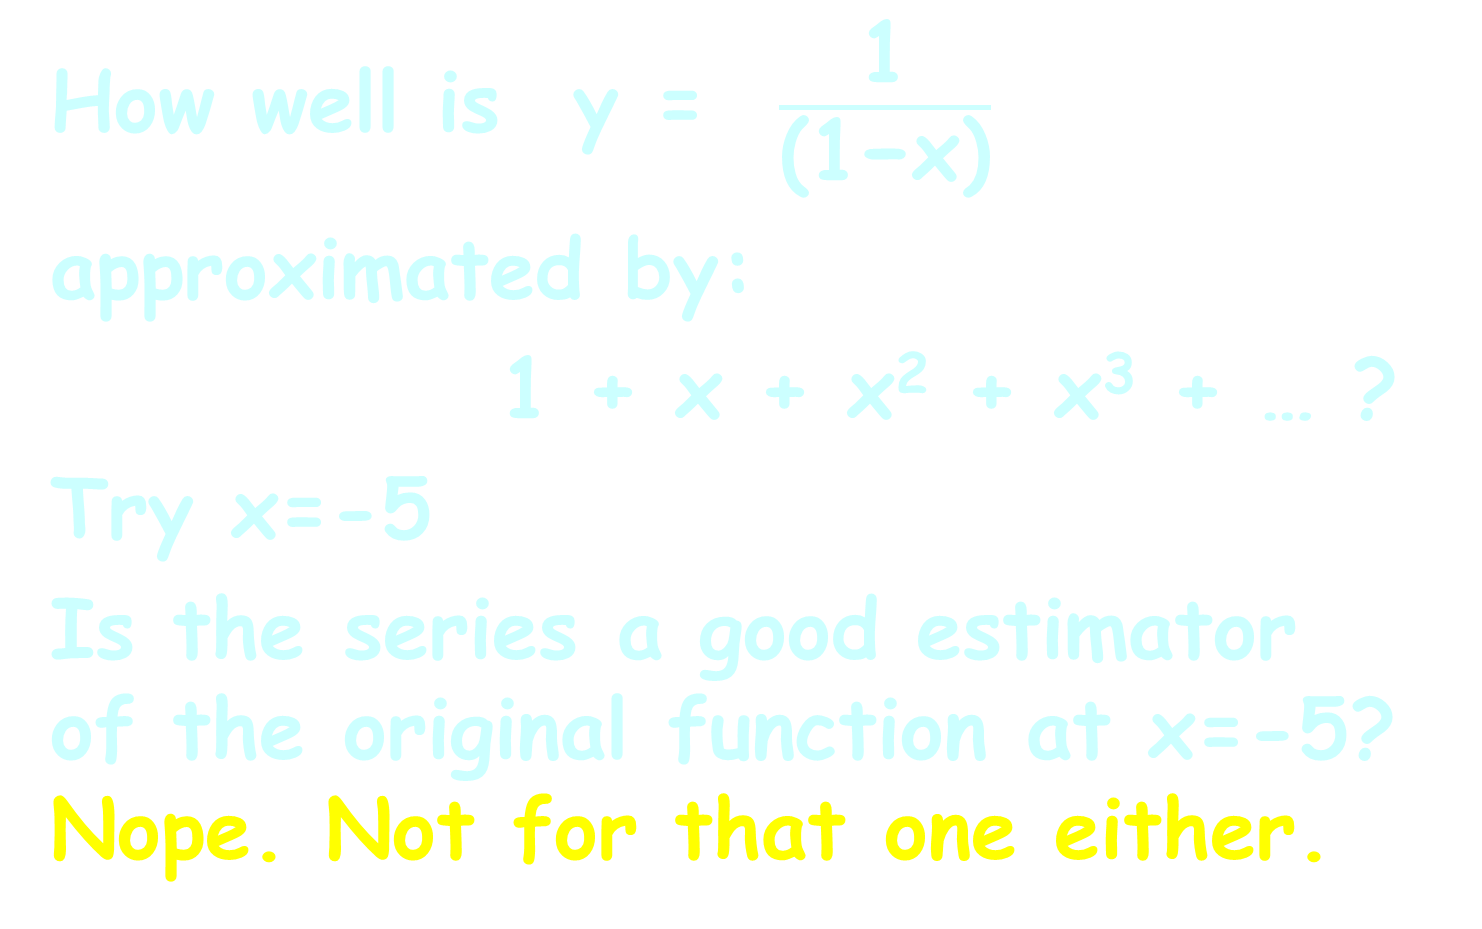 How well is y = 1/(1-x)
approximated by:
1 + x + x² + x³ + … ?
Try x=-5
Is the series a good estimator
of the original function at x=-5?
Nope. Not for that one either.